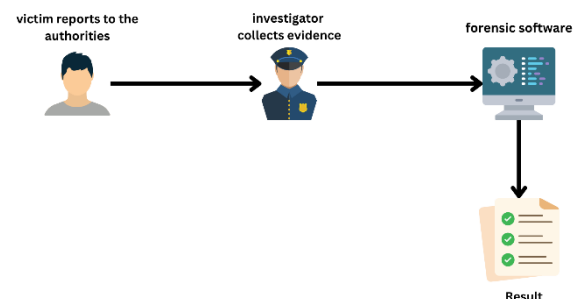 victim reports to the
authorities
investigator
collects evidence
forensic software
Result